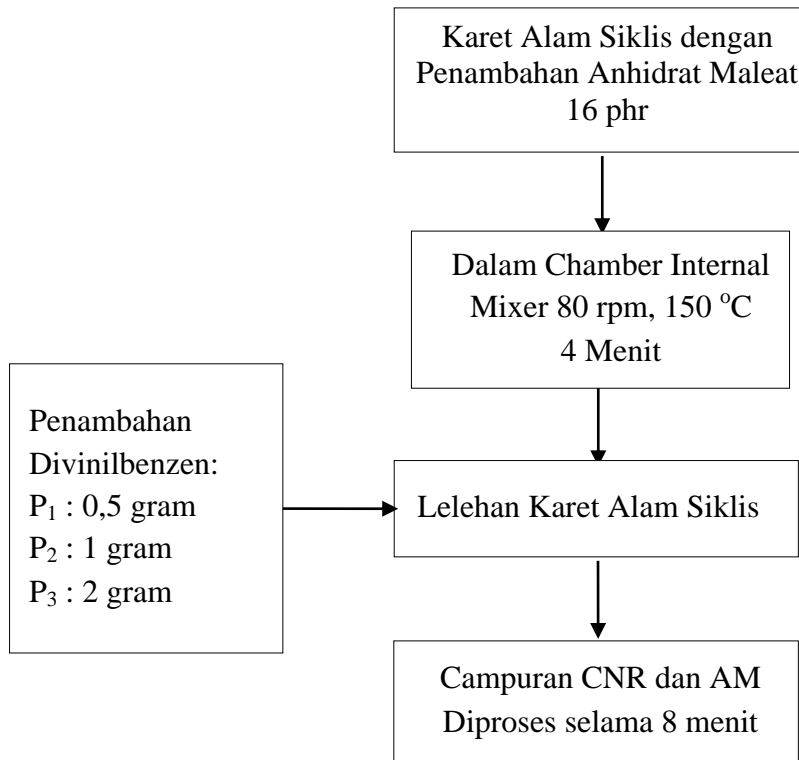 Karet Alam Siklis dengan
Penambahan Anhidrat Maleat
16 phr
Dalam Chamber Internal
Mixer 80 rpm, 150 °C
4 Menit
Penambahan
Divinilbenzen:
P₁ : 0,5 gram
P₂ : 1 gram
P₃ : 2 gram
Lelehan Karet Alam Siklis
Campuran CNR dan AM
Diproses selama 8 menit